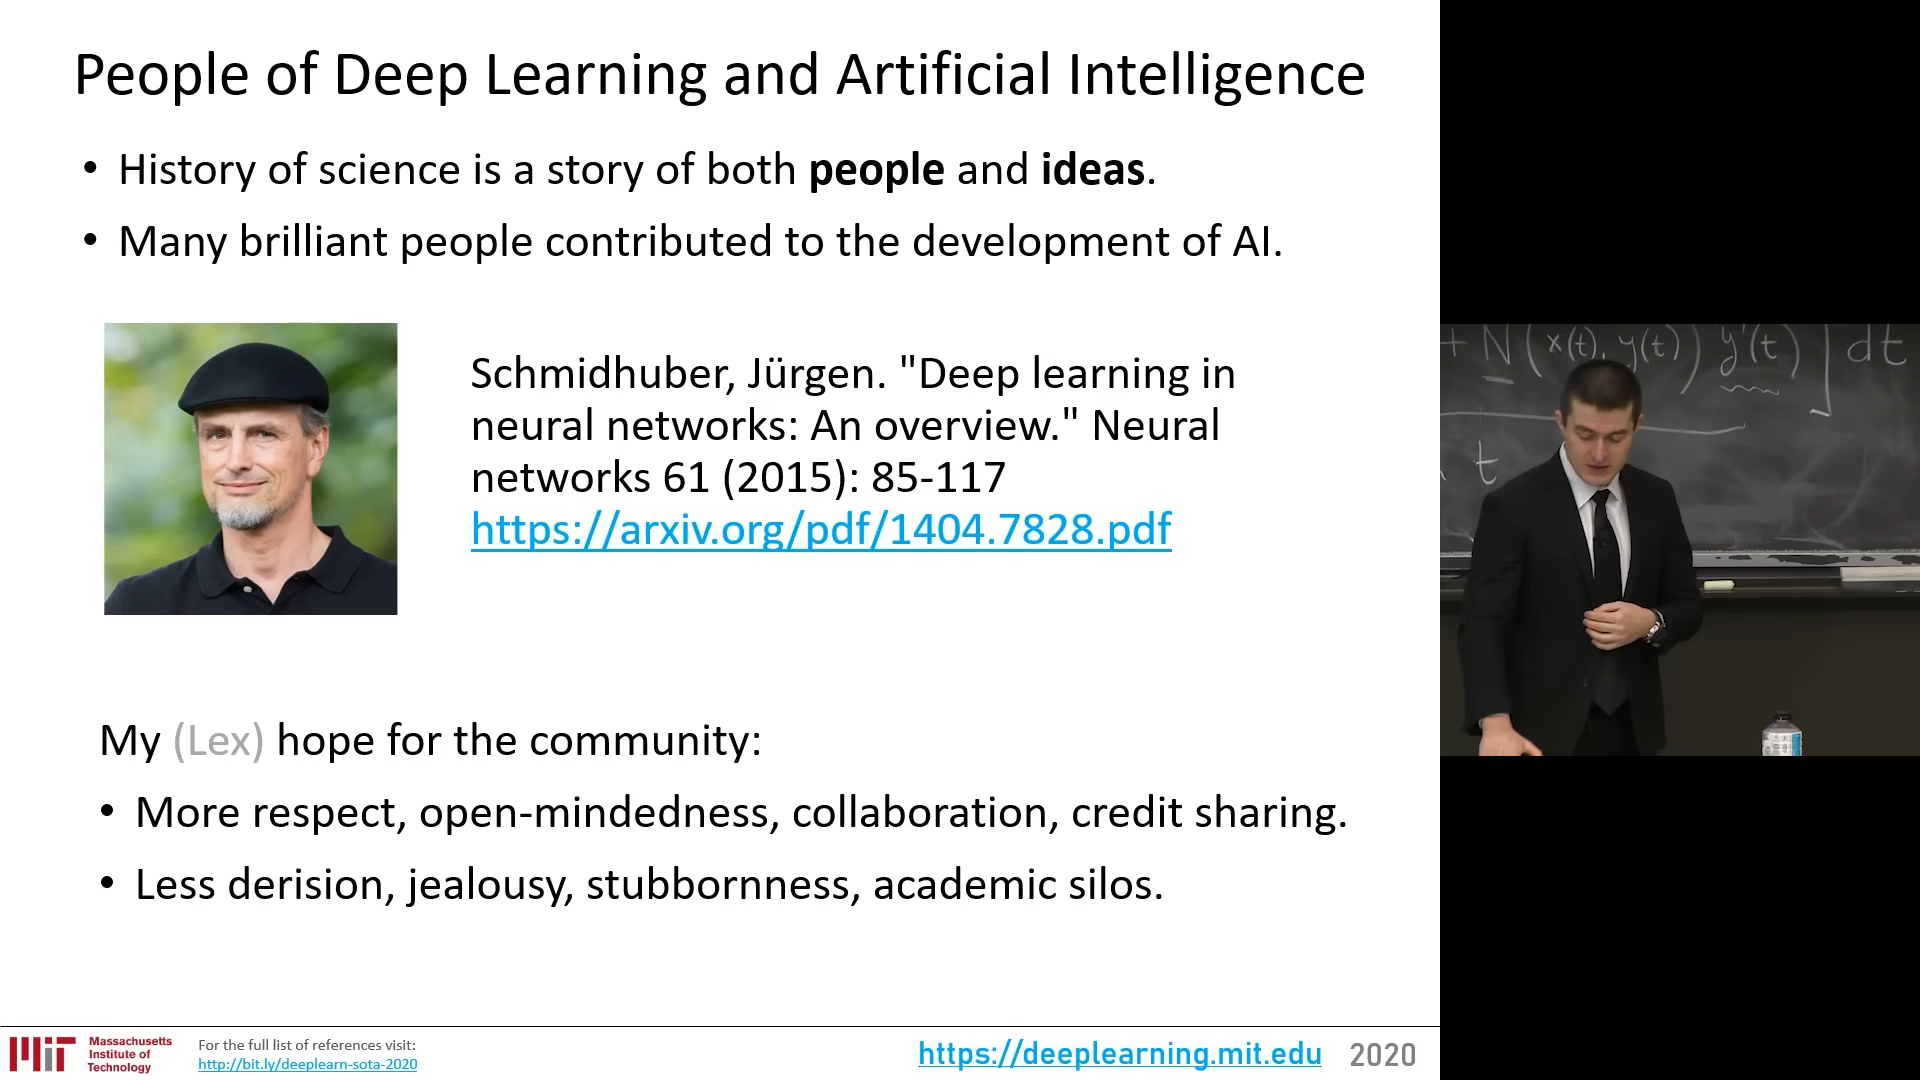 People of Deep Learning and Artificial Intelligence
• History of science is a story of both people and ideas.
• Many brilliant people contributed to the development of AI.
Schmidhuber, Jürgen. "Deep learning in
neural networks: An overview." Neural
networks 61 (2015): 85-117
https://arxiv.org/pdf/1404.7828.pdf
My (Lex) hope for the community:
• More respect, open-mindedness, collaboration, credit sharing.
• Less derision, jealousy, stubbornness, academic silos.
+ N (x(t), y(t)) y'(t) ] dt
t
MIT
Massachusetts
Institute of
Technology
For the full list of references visit:
http://bit.ly/deeplearn-sota-2020
https://deeplearning.mit.edu 2020